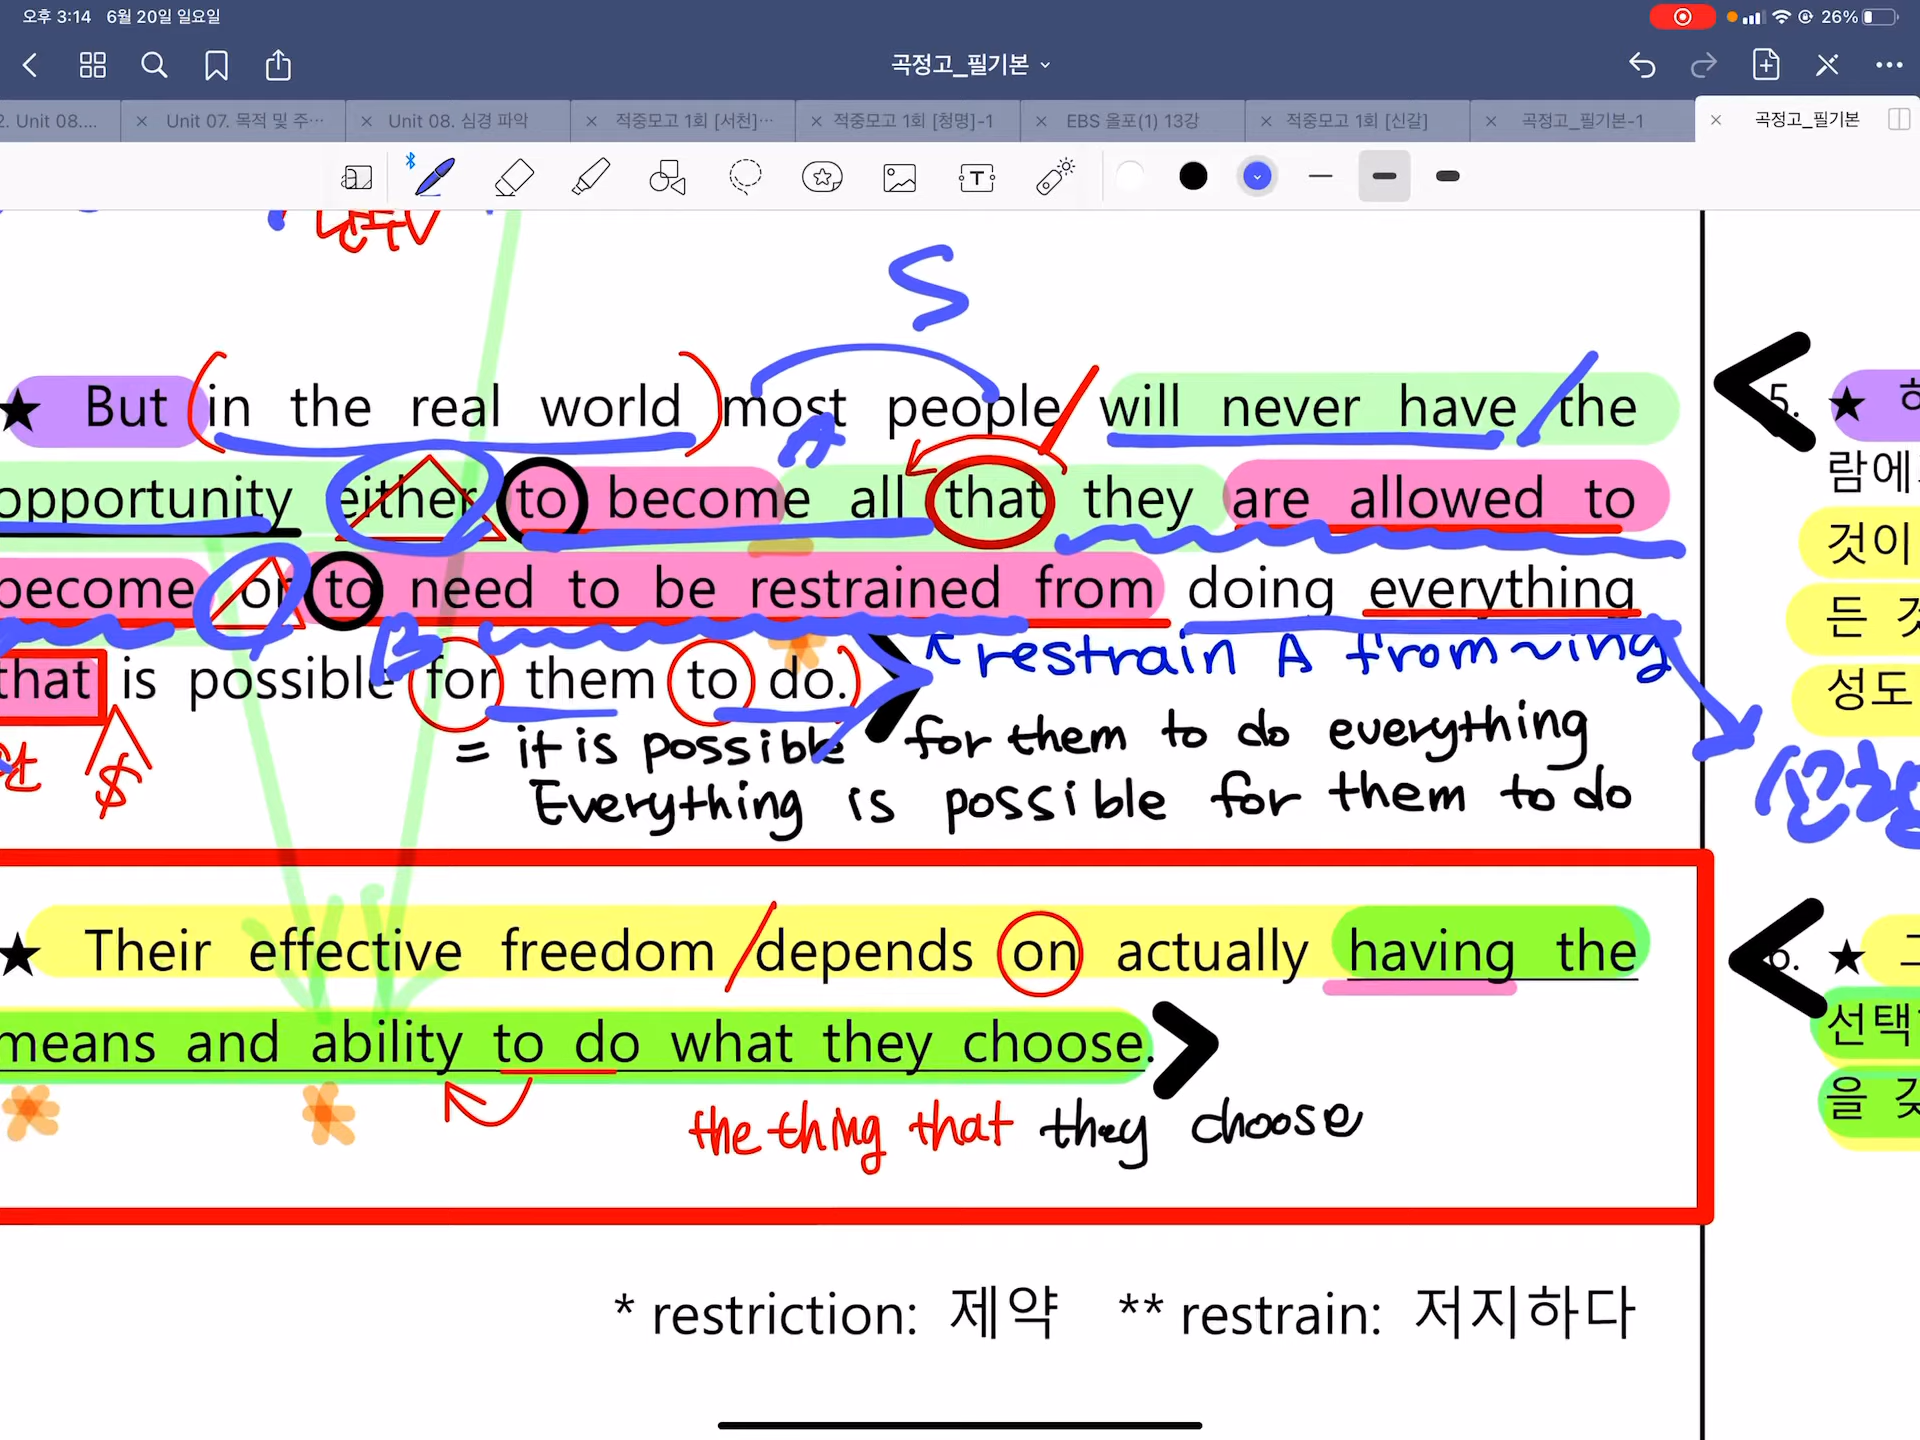 오후 3:14 6월 20일 일요일
26%
곡정고_필기본
2. Unit 08....
Unit 07. 목적 및 주...
Unit 08. 심경 파악
적중모고 1회 [서천]...
적중모고 1회 [청명]-1
EBS 올포(1) 13강
적중모고 1회 [신갈]
곡정고_필기본-1
곡정고_필기본
S
★ But (in the real world) most people / will never have / the
A
opportunity either to become all that they are allowed to
become or to need to be restrained from doing everything
B
that is possible for them to do.)
restrain A from ~ing
= it is possible for them to do everything
Everything is possible for them to do
★ Their effective freedom / depends on actually having the
means and ability to do what they choose.
the thing that they choose
* restriction: 제약 ** restrain: 저지하다
5. ★
람에
것이
든 것
성도
6. ★ 그
선택
을 갖